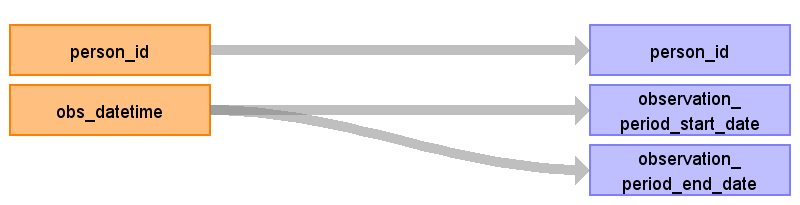 person_id
person_id
obs_datetime
observation_
period_start_date
observation_
period_end_date